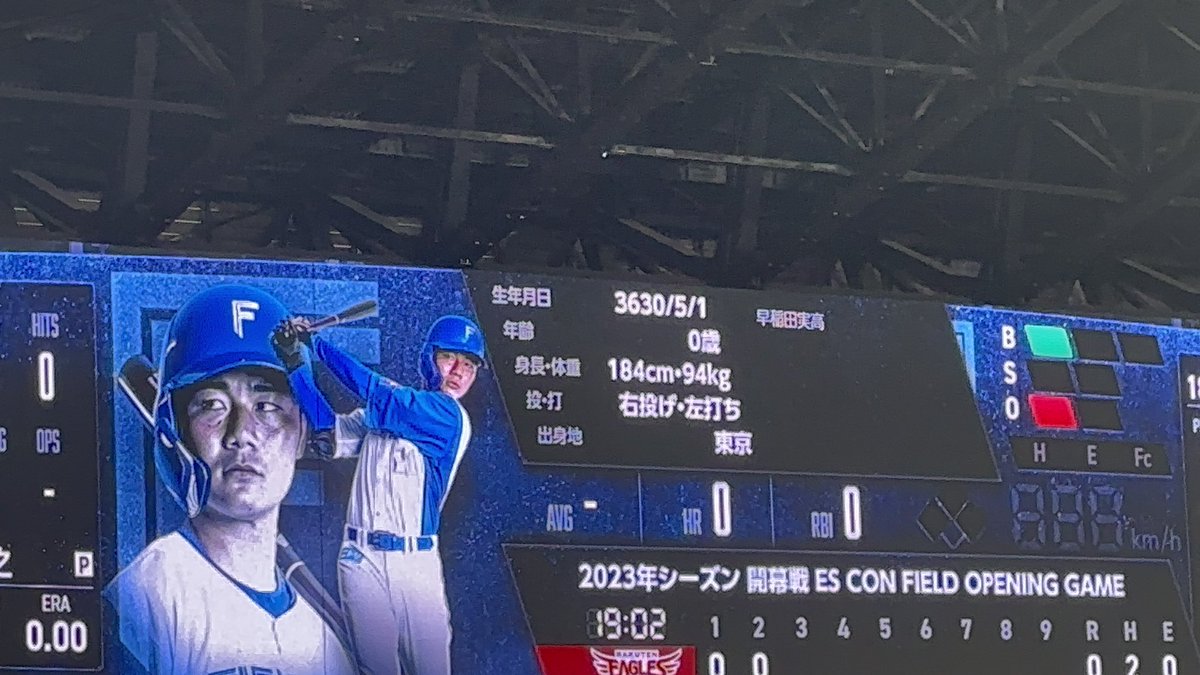 F
F
HITS
0
OPS
-
P
ERA
0.00
生年月日 3630/5/1 早稲田実高
年齢 0歳
身長・体重 184cm・94kg
投・打 右投げ・左打ち
出身地 東京
AVG - HR 0 RBI 0
B
S
O
H E Fc
km/h
2023年シーズン 開幕戦 ES CON FIELD OPENING GAME
19:02 1 2 3 4 5 6 7 8 9 R H E
RAKUTEN EAGLES 0 0 0 2 0